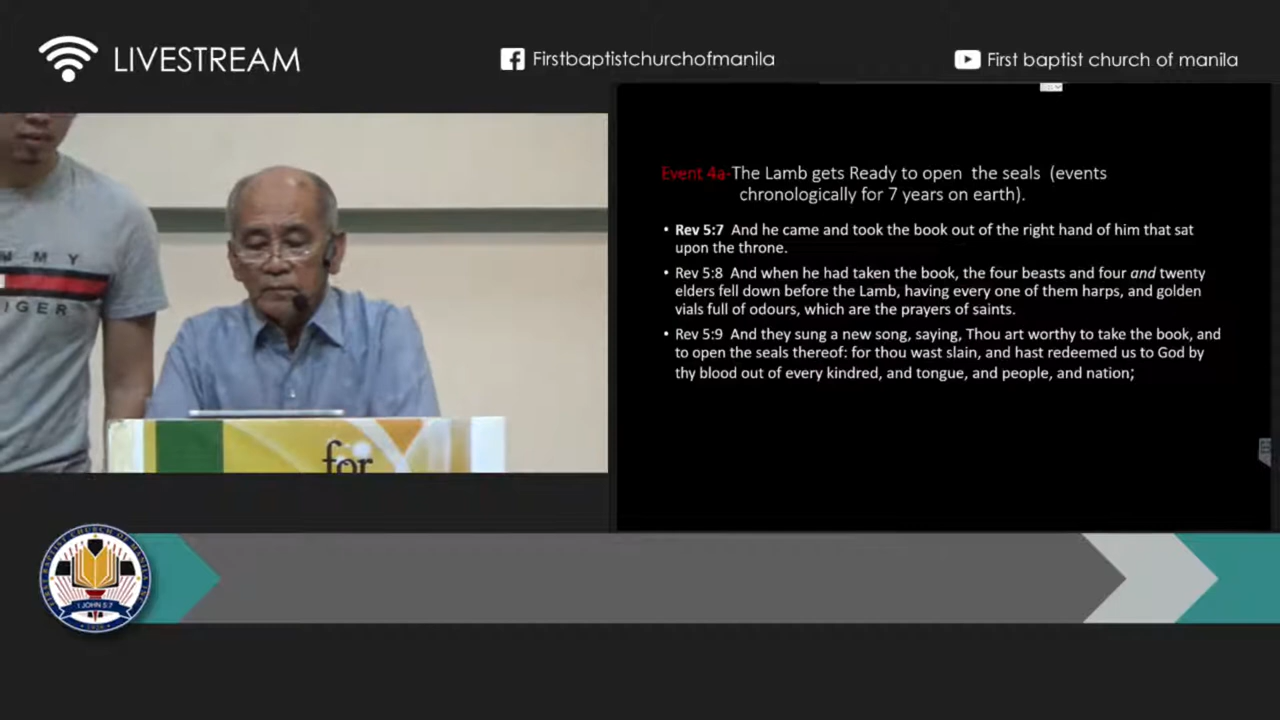 LIVESTREAM
Firstbaptistchurchofmanila
First baptist church of manila
MMY
IGER
for
Event 4a-The Lamb gets Ready to open the seals (events
chronologically for 7 years on earth).
• Rev 5:7 And he came and took the book out of the right hand of him that sat
upon the throne.
• Rev 5:8 And when he had taken the book, the four beasts and four and twenty
elders fell down before the Lamb, having every one of them harps, and golden
vials full of odours, which are the prayers of saints.
• Rev 5:9 And they sung a new song, saying, Thou art worthy to take the book, and
to open the seals thereof: for thou wast slain, and hast redeemed us to God by
thy blood out of every kindred, and tongue, and people, and nation;
FIRST BAPTIST CHURCH OF MANILA INC
1 JOHN 5:7